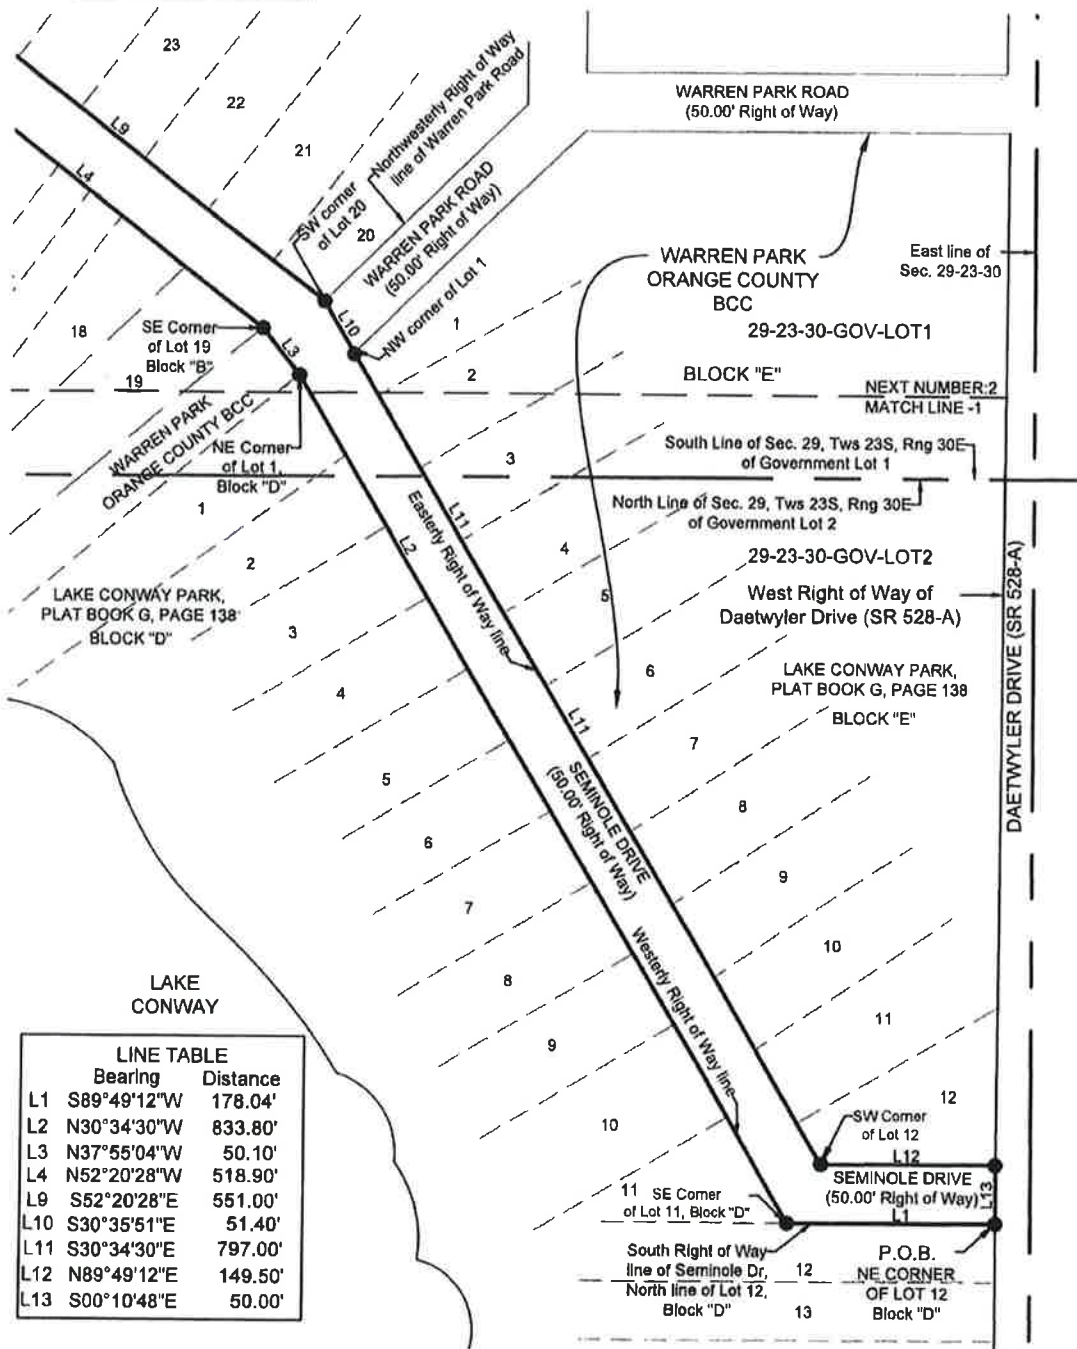 23
22
21
20
L9
L4
SW corner
of Lot 20
Northwesterly Right of Way
line of Warren Park Road
WARREN PARK ROAD
(50.00' Right of Way)
WARREN PARK ROAD
(50.00' Right of Way)
L10
NW corner of Lot 1
WARREN PARK
ORANGE COUNTY
BCC
East line of
Sec. 29-23-30
29-23-30-GOV-LOT1
BLOCK "E"
NEXT NUMBER:2
MATCH LINE -1
18
19
SE Corner
of Lot 19
Block "B"
L3
1
2
WARREN PARK
ORANGE COUNTY BCC
NE Corner
of Lot 1,
Block "D"
South Line of Sec. 29, Tws 23S, Rng 30E
of Government Lot 1
North Line of Sec. 29, Tws 23S, Rng 30E
of Government Lot 2
29-23-30-GOV-LOT2
West Right of Way of
Daetwyler Drive (SR 528-A)
DAETWYLER DRIVE (SR 528-A)
3
4
5
6
7
8
9
10
11
12
L11
Easterly Right of Way line
L2
L11
LAKE CONWAY PARK,
PLAT BOOK G, PAGE 138
BLOCK "E"
1
2
3
4
5
6
7
8
9
10
11
LAKE CONWAY PARK,
PLAT BOOK G, PAGE 138
BLOCK "D"
SEMINOLE DRIVE
(50.00' Right of Way)
Westerly Right of Way line
LAKE
CONWAY
SW Corner
of Lot 12
L12
SEMINOLE DRIVE
(50.00' Right of Way)
L13
L1
SE Corner
of Lot 11, Block "D"
South Right of Way
line of Seminole Dr,
North line of Lot 12,
Block "D"
12
13
P.O.B.
NE CORNER
OF LOT 12
Block "D"
LINE TABLE
Bearing Distance
L1 S89°49'12"W 178.04'
L2 N30°34'30"W 833.80'
L3 N37°55'04"W 50.10'
L4 N52°20'28"W 518.90'
L9 S52°20'28"E 551.00'
L10 S30°35'51"E 51.40'
L11 S30°34'30"E 797.00'
L12 N89°49'12"E 149.50'
L13 S00°10'48"E 50.00'